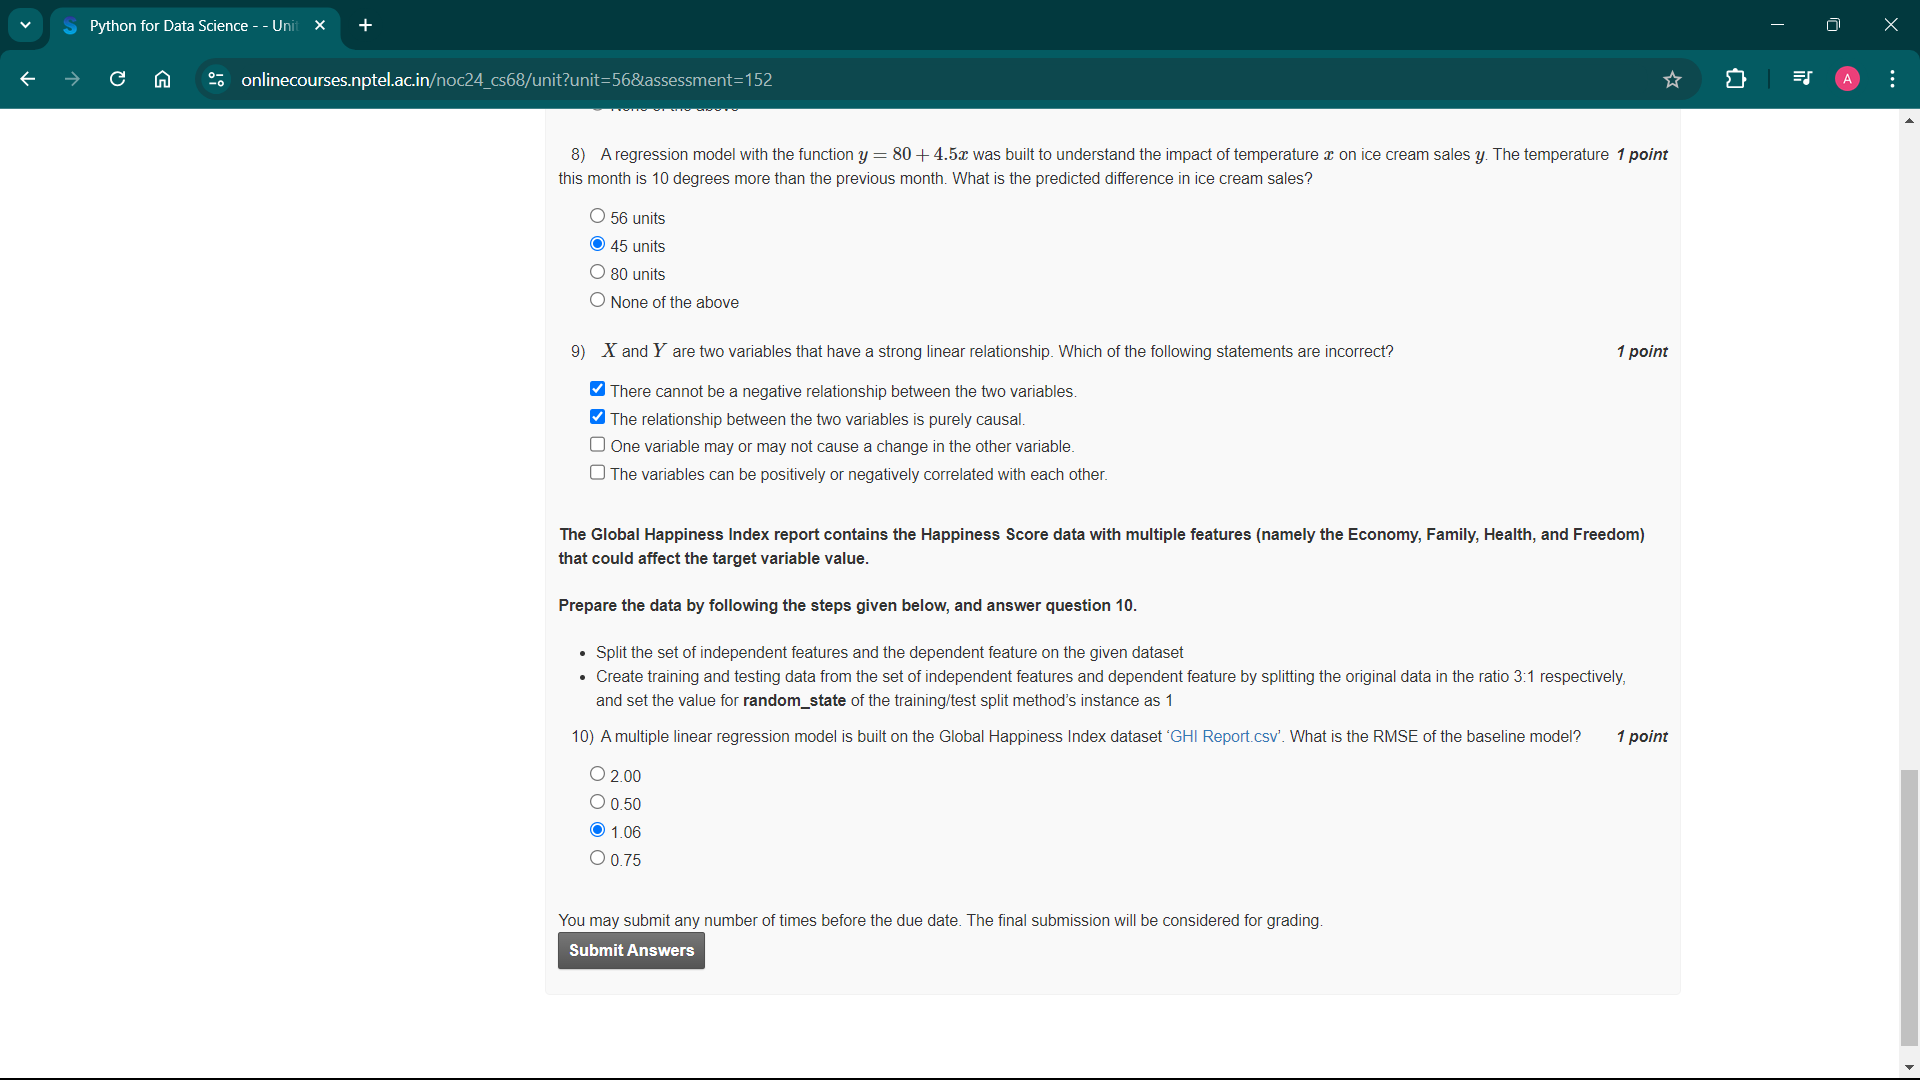 Python for Data Science - - Unit
onlinecourses.nptel.ac.in/noc24_cs68/unit?unit=56&assessment=152
A
None of the above
8) A regression model with the function y = 80 + 4.5x was built to understand the impact of temperature x on ice cream sales y. The temperature 1 point
this month is 10 degrees more than the previous month. What is the predicted difference in ice cream sales?
56 units
45 units
80 units
None of the above
9) X and Y are two variables that have a strong linear relationship. Which of the following statements are incorrect? 1 point
There cannot be a negative relationship between the two variables.
The relationship between the two variables is purely causal.
One variable may or may not cause a change in the other variable.
The variables can be positively or negatively correlated with each other.
The Global Happiness Index report contains the Happiness Score data with multiple features (namely the Economy, Family, Health, and Freedom)
that could affect the target variable value.
Prepare the data by following the steps given below, and answer question 10.
• Split the set of independent features and the dependent feature on the given dataset
• Create training and testing data from the set of independent features and dependent feature by splitting the original data in the ratio 3:1 respectively,
and set the value for random_state of the training/test split method's instance as 1
10) A multiple linear regression model is built on the Global Happiness Index dataset ‘GHI Report.csv’. What is the RMSE of the baseline model? 1 point
2.00
0.50
1.06
0.75
You may submit any number of times before the due date. The final submission will be considered for grading.
Submit Answers